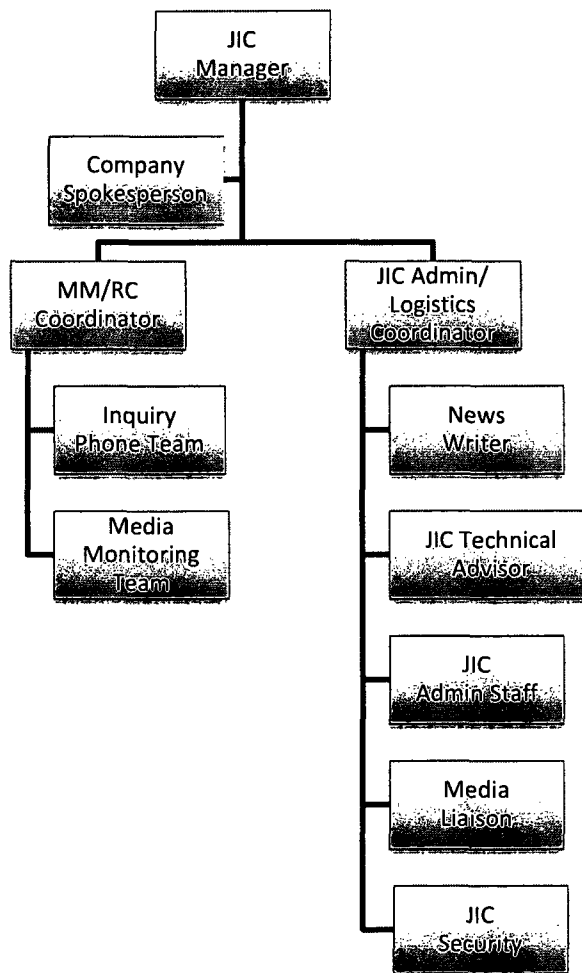 JIC
Manager
Company
Spokesperson
MM/RC
Coordinator
JIC Admin/
Logistics
Coordinator
Inquiry
Phone Team
Media
Monitoring
Team
News
Writer
JIC Technical
Advisor
JIC
Admin Staff
Media
Liaison
JIC
Security